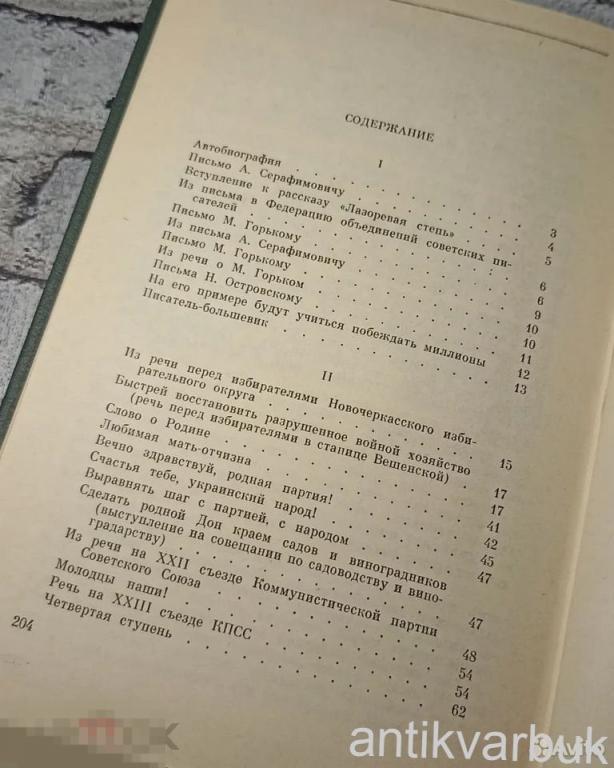 СОДЕРЖАНИЕ
I
Автобиография . . . . . . . . . . 3
Письмо А. Серафимовичу . . . . . . . 4
Вступление к рассказу «Лазоревая степь» . . . 5
Из письма в Федерацию объединений советских пи-
сателей . . . . . . . . . . 6
Письмо М. Горькому . . . . . . . . 6
Из письма А. Серафимовичу . . . . . . 9
Письмо М. Горькому . . . . . . . . 10
Из речи о М. Горьком . . . . . . . 10
Письма Н. Островскому . . . . . . . 11
На его примере будут учиться побеждать миллионы 12
Писатель-большевик . . . . . . . . 13
II
Из речи перед избирателями Новочеркасского изби-
рательного округа . . . . . . . . 15
Быстрей восстановить разрушенное войной хозяйство
(речь перед избирателями в станице Вешенской) . 17
Слово о Родине . . . . . . . . . 17
Любимая мать-отчизна . . . . . . . 41
Вечно здравствуй, родная партия! . . . . 42
Счастья тебе, украинский народ! . . . . . 45
Выравнять шаг с партией, с народом . . . . 47
Сделать родной Дон краем садов и виноградников
(выступление на совещании по садоводству и вино-
градарству) . . . . . . . . . 47
Из речи на XXII съезде Коммунистической партии
Советского Союза . . . . . . . . 48
Молодцы наши! . . . . . . . . . 54
Речь на XXIII съезде КПСС . . . . . . 54
Четвертая ступень . . . . . . . . 62
204
antikvarbuk
Avito